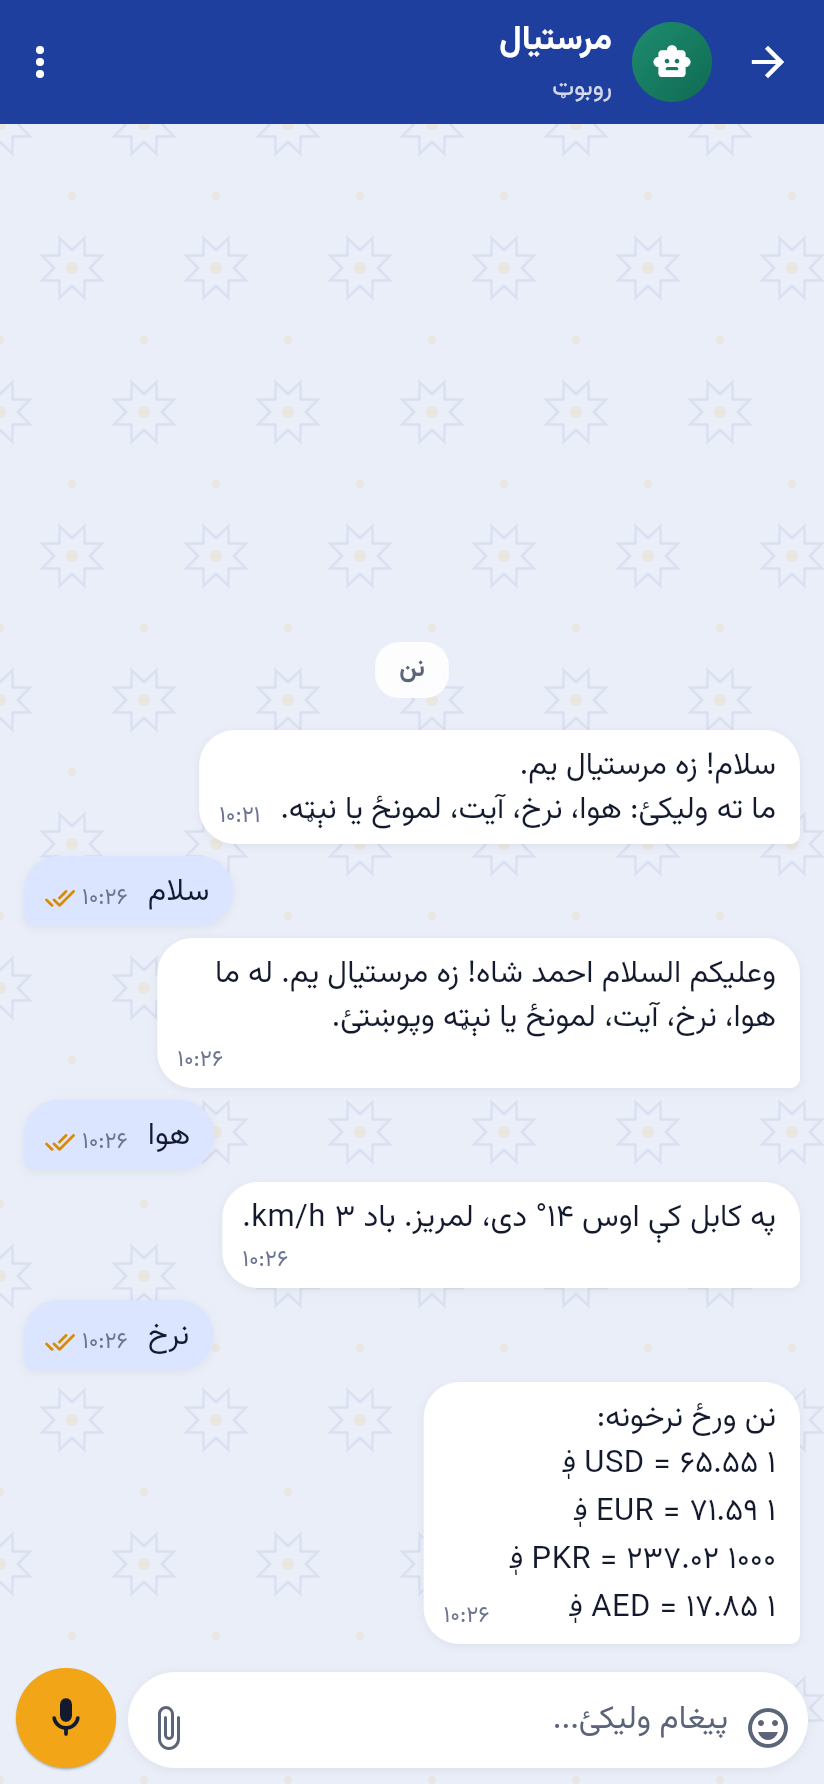 مرستیال
روبوټ
نن
سلام! زه مرستیال یم.
ما ته ولیکئ: هوا، نرخ، آیت، لمونځ یا نېټه.
۱۰:۲۱
سلام
۱۰:۲۶
وعلیکم السلام احمد شاه! زه مرستیال یم. له ما
هوا، نرخ، آیت، لمونځ یا نېټه وپوښتئ.
۱۰:۲۶
هوا
۱۰:۲۶
په کابل کې اوس ۱۴° دی، لمریز. باد ۳ km/h.
۱۰:۲۶
نرخ
۱۰:۲۶
نن ورځ نرخونه:
۱ USD = ۶۵.۵۵ ؋
۱ EUR = ۷۱.۵۹ ؋
۱۰۰۰ PKR = ۲۳۷.۰۲ ؋
۱ AED = ۱۷.۸۵ ؋
۱۰:۲۶
پیغام ولیکئ...